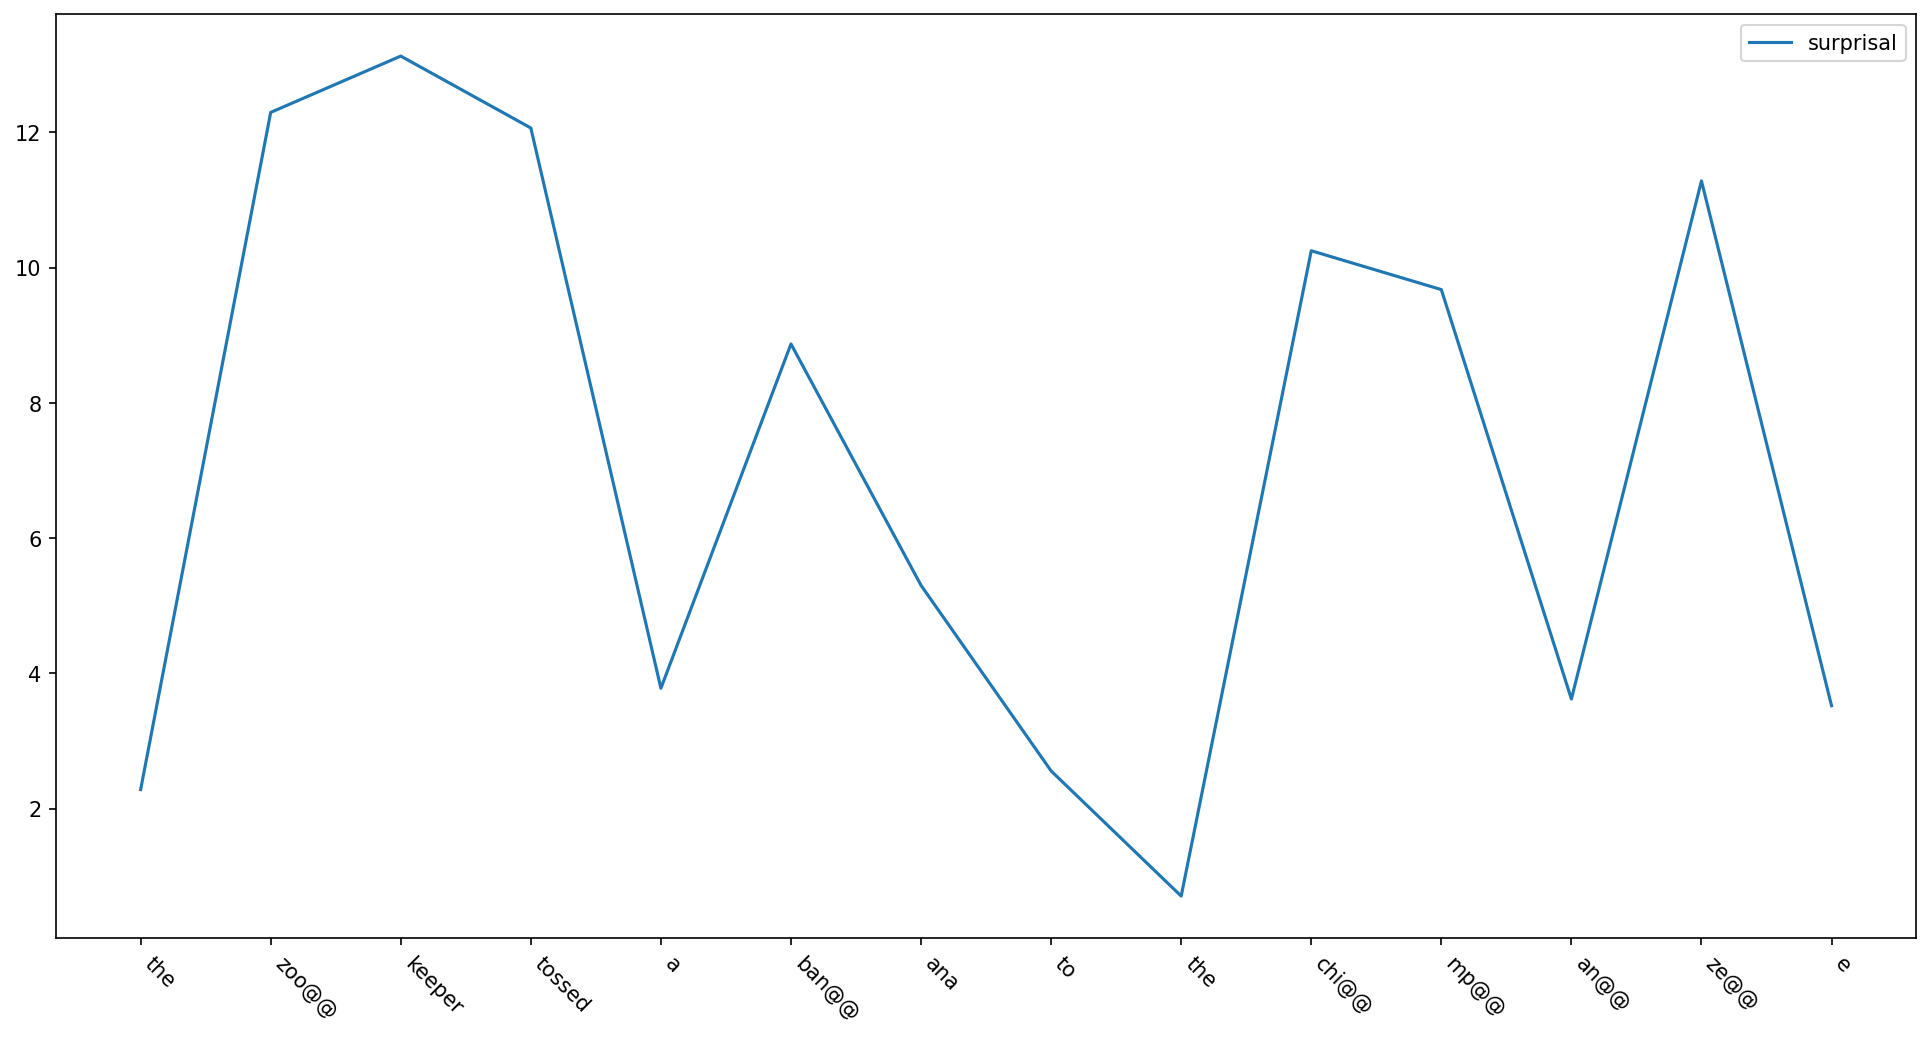 surprisal
12
10
8
6
4
2
the
zoo@@
keeper
tossed
a
ban@@
ana
to
the
chi@@
mp@@
an@@
ze@@
e